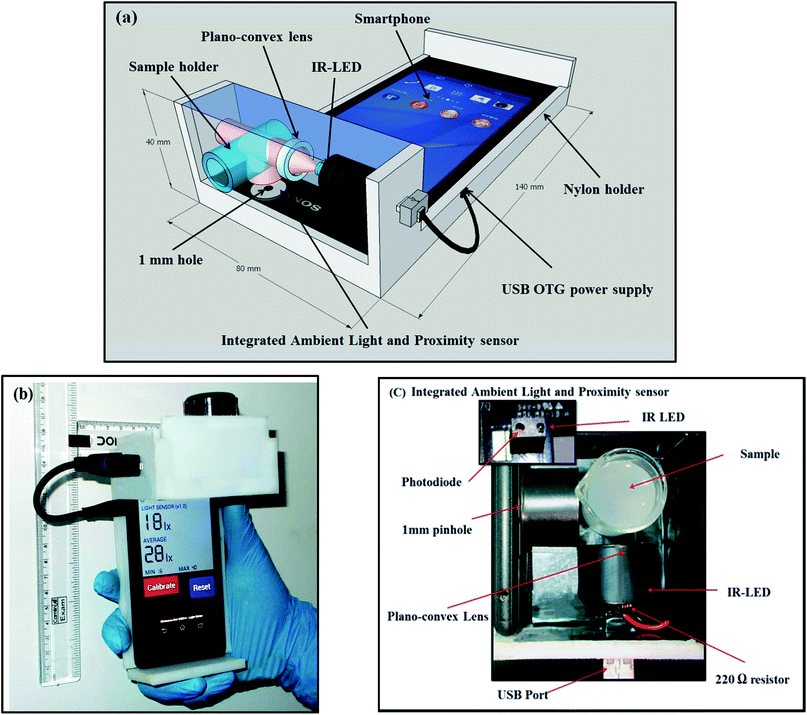 (a)
Smartphone
Plano-convex lens
IR-LED
Sample holder
40 mm
140 mm
Nylon holder
1 mm hole
80 mm
USB OTG power supply
Integrated Ambient Light and Proximity sensor
(b)
LIGHT SENSOR (x1.0)
18 lx
AVERAGE
28 lx
Calibrate
Reset
(C) Integrated Ambient Light and Proximity sensor
IR LED
Photodiode
Sample
1mm pinhole
IR-LED
Plano-convex Lens
220 Ω resistor
USB Port